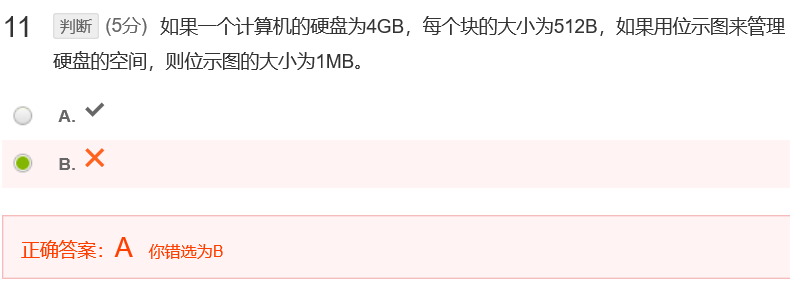 11 判断 (5分) 如果一个计算机的硬盘为4GB，每个块的大小为512B，如果用位示图来管理
硬盘的空间，则位示图的大小为1MB。
A. ✓
B. ✕
正确答案：A 你错选为B